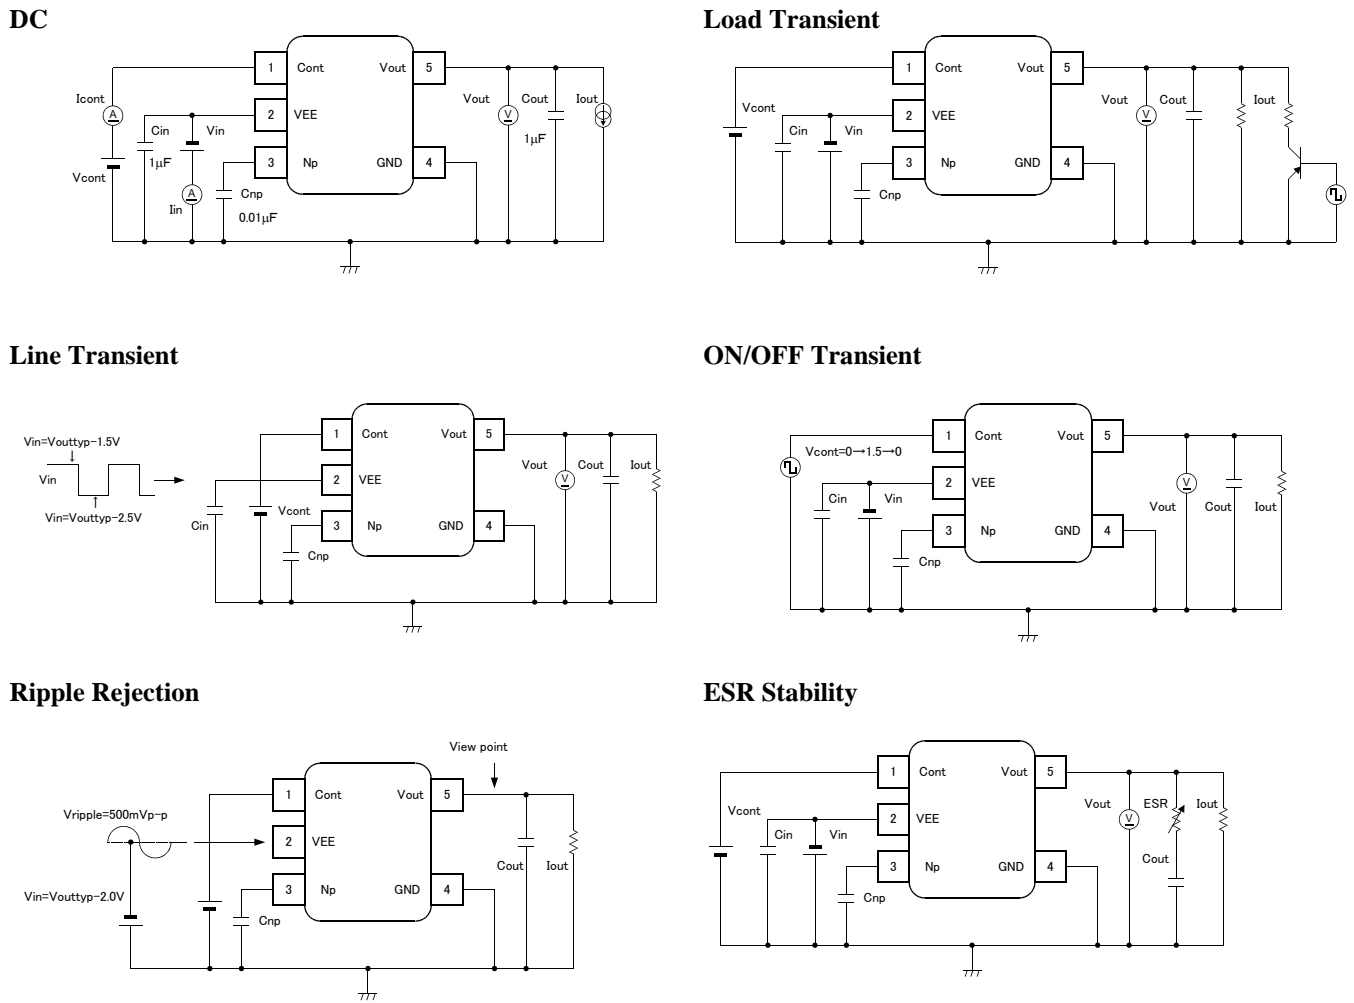 DC
1
Cont
Vout
5
Icont
A
2
VEE
Vout
V
Cout
1μF
Iout
Cin
1μF
Vin
3
Np
GND
4
Vcont
A
Iin
Cnp
0.01μF
Load Transient
1
Cont
Vout
5
Vcont
2
VEE
Vout
V
Cout
Iout
Cin
Vin
3
Np
GND
4
Cnp
Line Transient
Vin=Vouttyp-1.5V
Vin
Vin=Vouttyp-2.5V
1
Cont
Vout
5
2
VEE
Vout
V
Cout
Iout
Cin
Vcont
3
Np
GND
4
Cnp
ON/OFF Transient
1
Cont
Vout
5
Vcont=0→1.5→0
2
VEE
V
Cin
Vin
Vout
Cout
Iout
3
Np
GND
4
Cnp
Ripple Rejection
View point
1
Cont
Vout
5
Vripple=500mVp-p
2
VEE
Cout
Iout
Vin=Vouttyp-2.0V
3
Np
GND
4
Cnp
ESR Stability
1
Cont
Vout
5
Vcont
2
VEE
Vout
V
ESR
Iout
Cin
Vin
3
Np
GND
4
Cout
Cnp